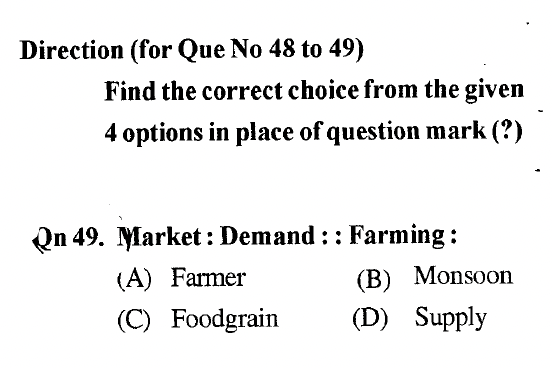 Direction (for Que No 48 to 49)
Find the correct choice from the given
4 options in place of question mark (?)
Qn 49. Market : Demand : : Farming :
(A) Farmer (B) Monsoon
(C) Foodgrain (D) Supply